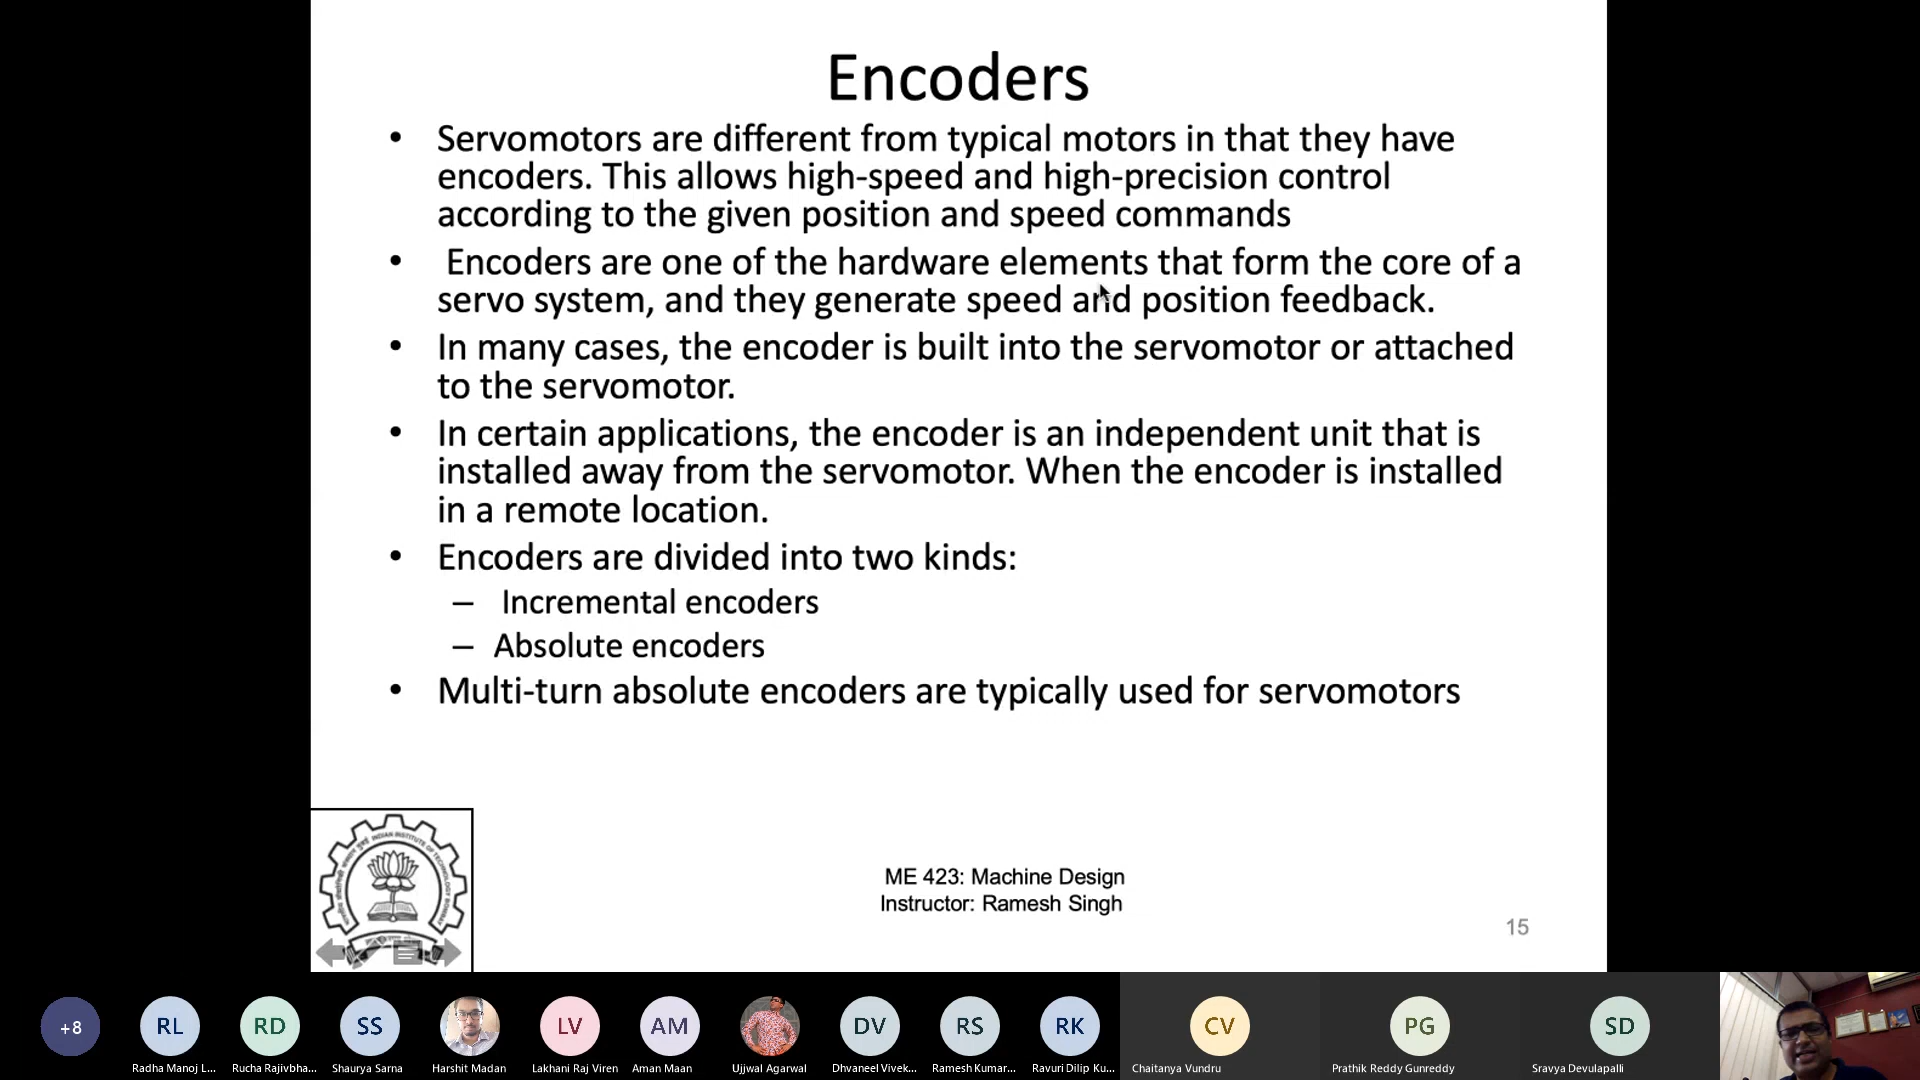 Encoders
• Servomotors are different from typical motors in that they have
encoders. This allows high-speed and high-precision control
according to the given position and speed commands
• Encoders are one of the hardware elements that form the core of a
servo system, and they generate speed and position feedback.
• In many cases, the encoder is built into the servomotor or attached
to the servomotor.
• In certain applications, the encoder is an independent unit that is
installed away from the servomotor. When the encoder is installed
in a remote location.
• Encoders are divided into two kinds:
– Incremental encoders
– Absolute encoders
• Multi-turn absolute encoders are typically used for servomotors
INDIAN INSTITUTE OF TECHNOLOGY BOMBAY
ME 423: Machine Design
Instructor: Ramesh Singh
15
+8
RL
RD
SS
LV
AM
DV
RS
RK
CV
PG
SD
Radha Manoj L...
Rucha Rajivbha...
Shaurya Sarna
Harshit Madan
Lakhani Raj Viren
Aman Maan
Ujjwal Agarwal
Dhvaneel Vivek...
Ramesh Kumar...
Ravuri Dilip Ku...
Chaitanya Vundru
Prathik Reddy Gunreddy
Sravya Devulapalli